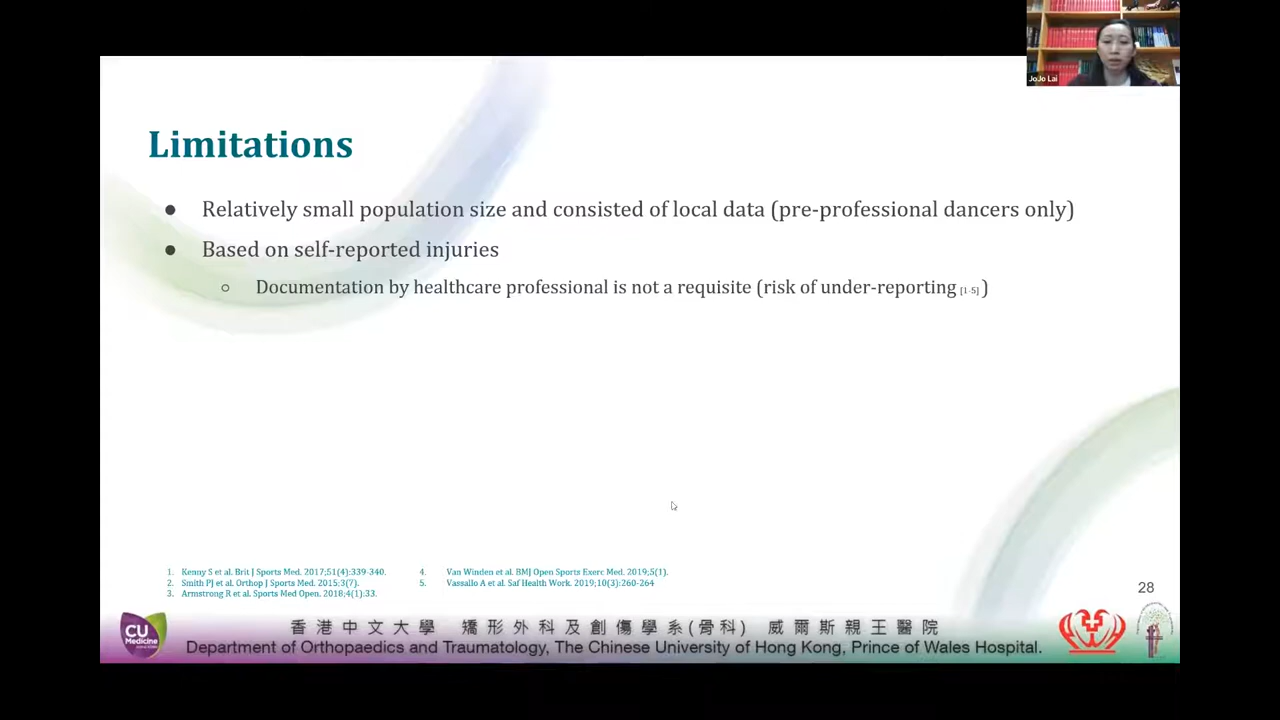 JoJo Lai
Limitations
● Relatively small population size and consisted of local data (pre-professional dancers only)
● Based on self-reported injuries
○ Documentation by healthcare professional is not a requisite (risk of under-reporting [1-5])
1. Kenny S et al. Brit J Sports Med. 2017;51(4):339-340.
2. Smith PJ et al. Orthop J Sports Med. 2015;3(7).
3. Armstrong R et al. Sports Med Open. 2018;4(1):33.
4. Van Winden et al. BMJ Open Sports Exerc Med. 2019;5(1).
5. Vassallo A et al. Saf Health Work. 2019;10(3):260-264
28
CU
Medicine
香港中文大學 矯形外科及創傷學系(骨科) 威爾斯親王醫院
Department of Orthopaedics and Traumatology, The Chinese University of Hong Kong, Prince of Wales Hospital.